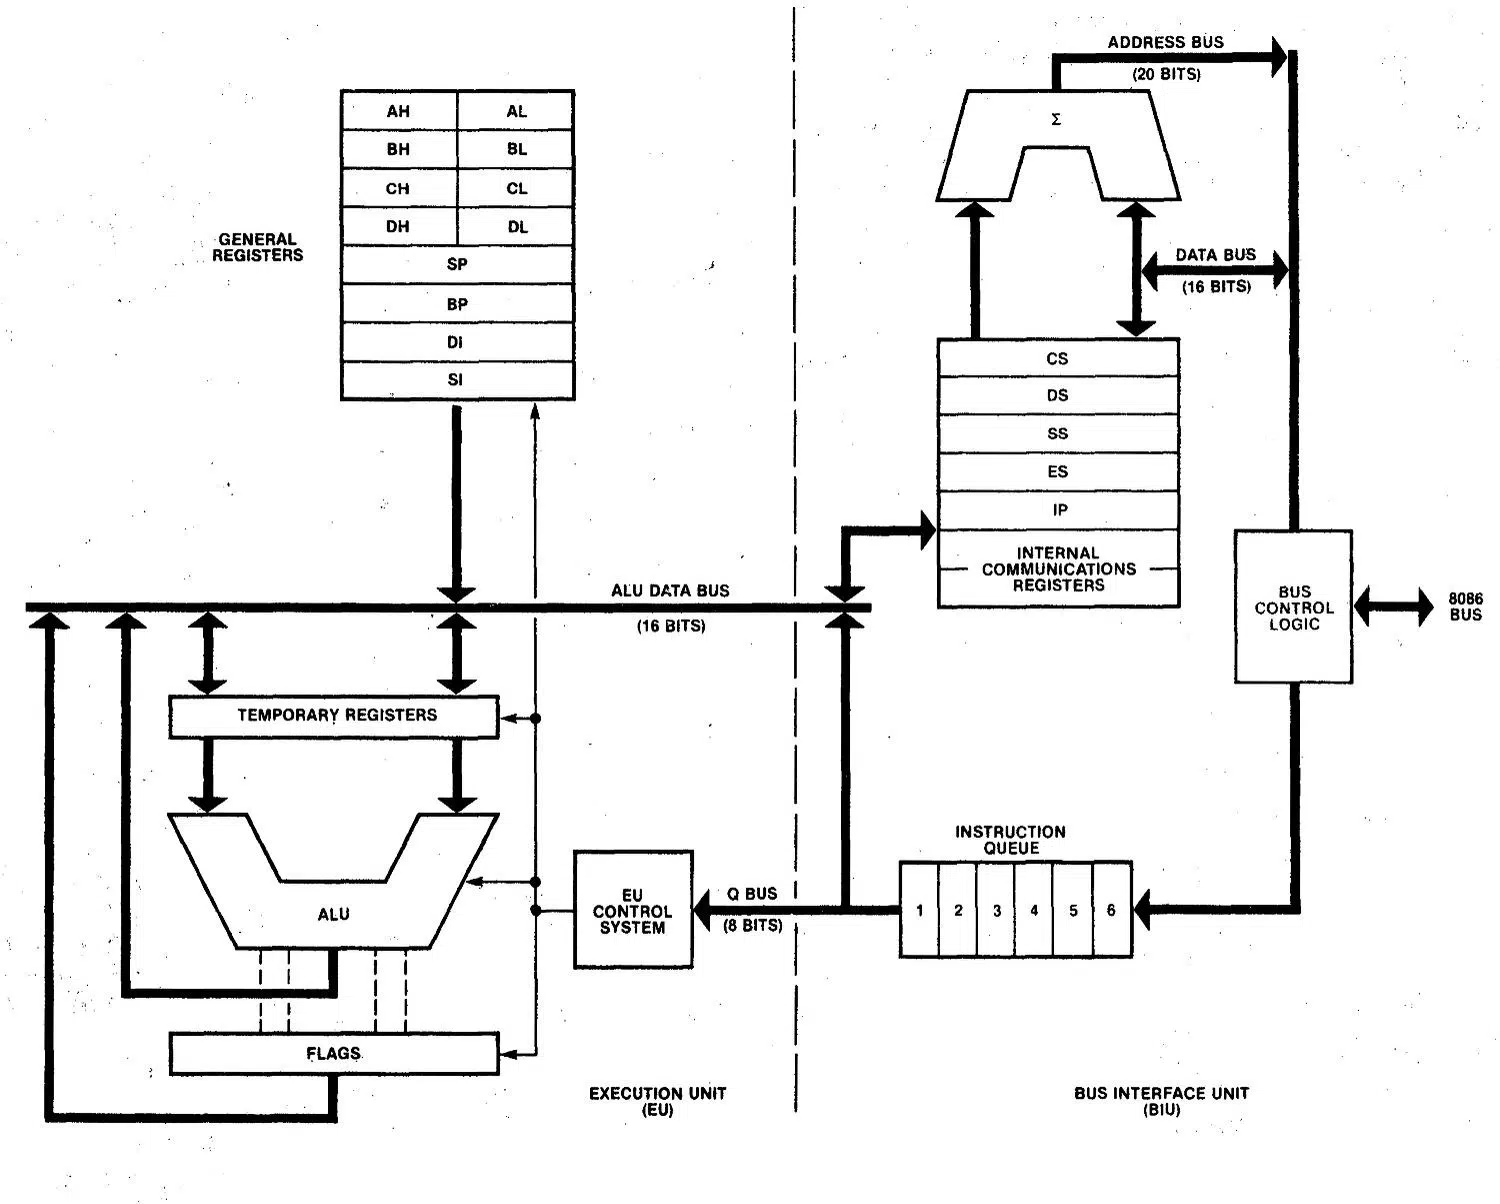 AH
AL
BH
BL
CH
CL
DH
DL
SP
BP
DI
SI
GENERAL
REGISTERS
ALU DATA BUS
(16 BITS)
TEMPORARY REGISTERS
ALU
FLAGS
EU
CONTROL
SYSTEM
Q BUS
(8 BITS)
EXECUTION UNIT
(EU)
ADDRESS BUS
(20 BITS)
Σ
DATA BUS
(16 BITS)
CS
DS
SS
ES
IP
INTERNAL
COMMUNICATIONS
REGISTERS
BUS
CONTROL
LOGIC
8086
BUS
INSTRUCTION
QUEUE
1
2
3
4
5
6
BUS INTERFACE UNIT
(BIU)